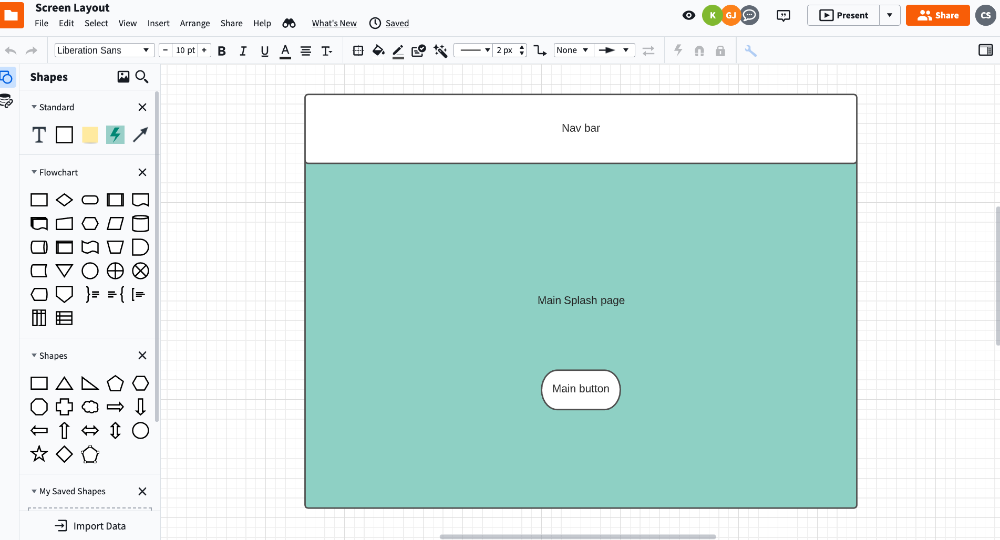 Screen Layout
File Edit Select View Insert Arrange Share Help What's New Saved
K GJ Present Share CS
Liberation Sans - 10 pt + B I U A T 2 px None
Shapes
Standard
T
Flowchart
Shapes
My Saved Shapes
Import Data
Nav bar
Main Splash page
Main button